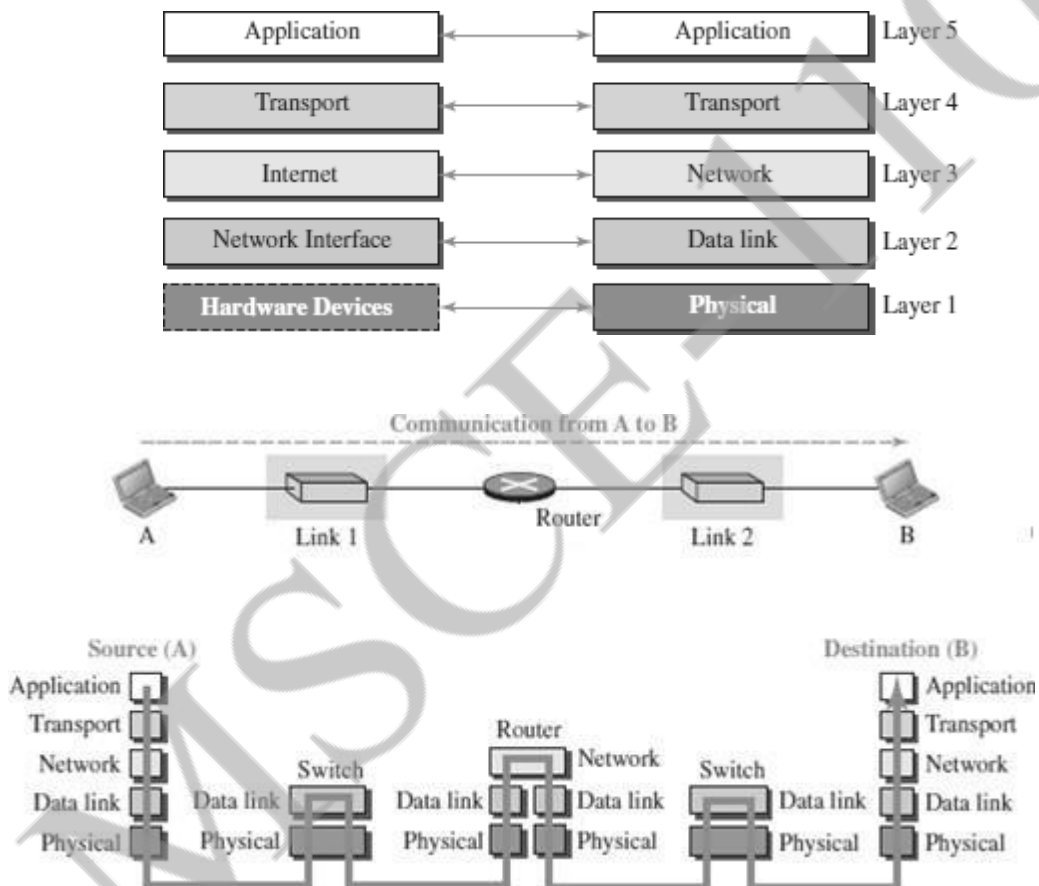 Application Application Layer 5
Transport Transport Layer 4
Internet Network Layer 3
Network Interface Data link Layer 2
Hardware Devices Physical Layer 1
Communication from A to B
A Link 1 Router Link 2 B
Source (A) Destination (B)
Application Application
Transport Router Transport
Network Switch Network Switch Network
Data link Data link Data link Data link Data link Data link
Physical Physical Physical Physical Physical Physical